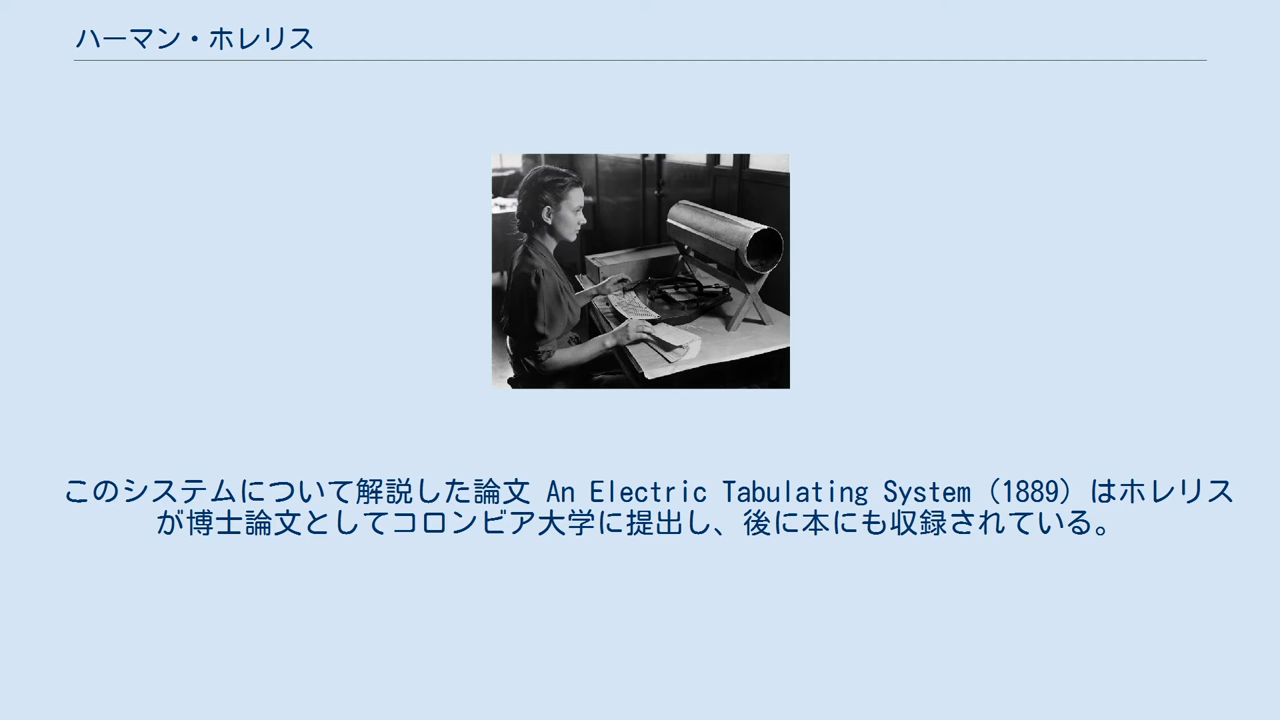 ハーマン・ホレリス
このシステムについて解説した論文 An Electric Tabulating System (1889) はホレリス
が博士論文としてコロンビア大学に提出し、後に本にも収録されている。